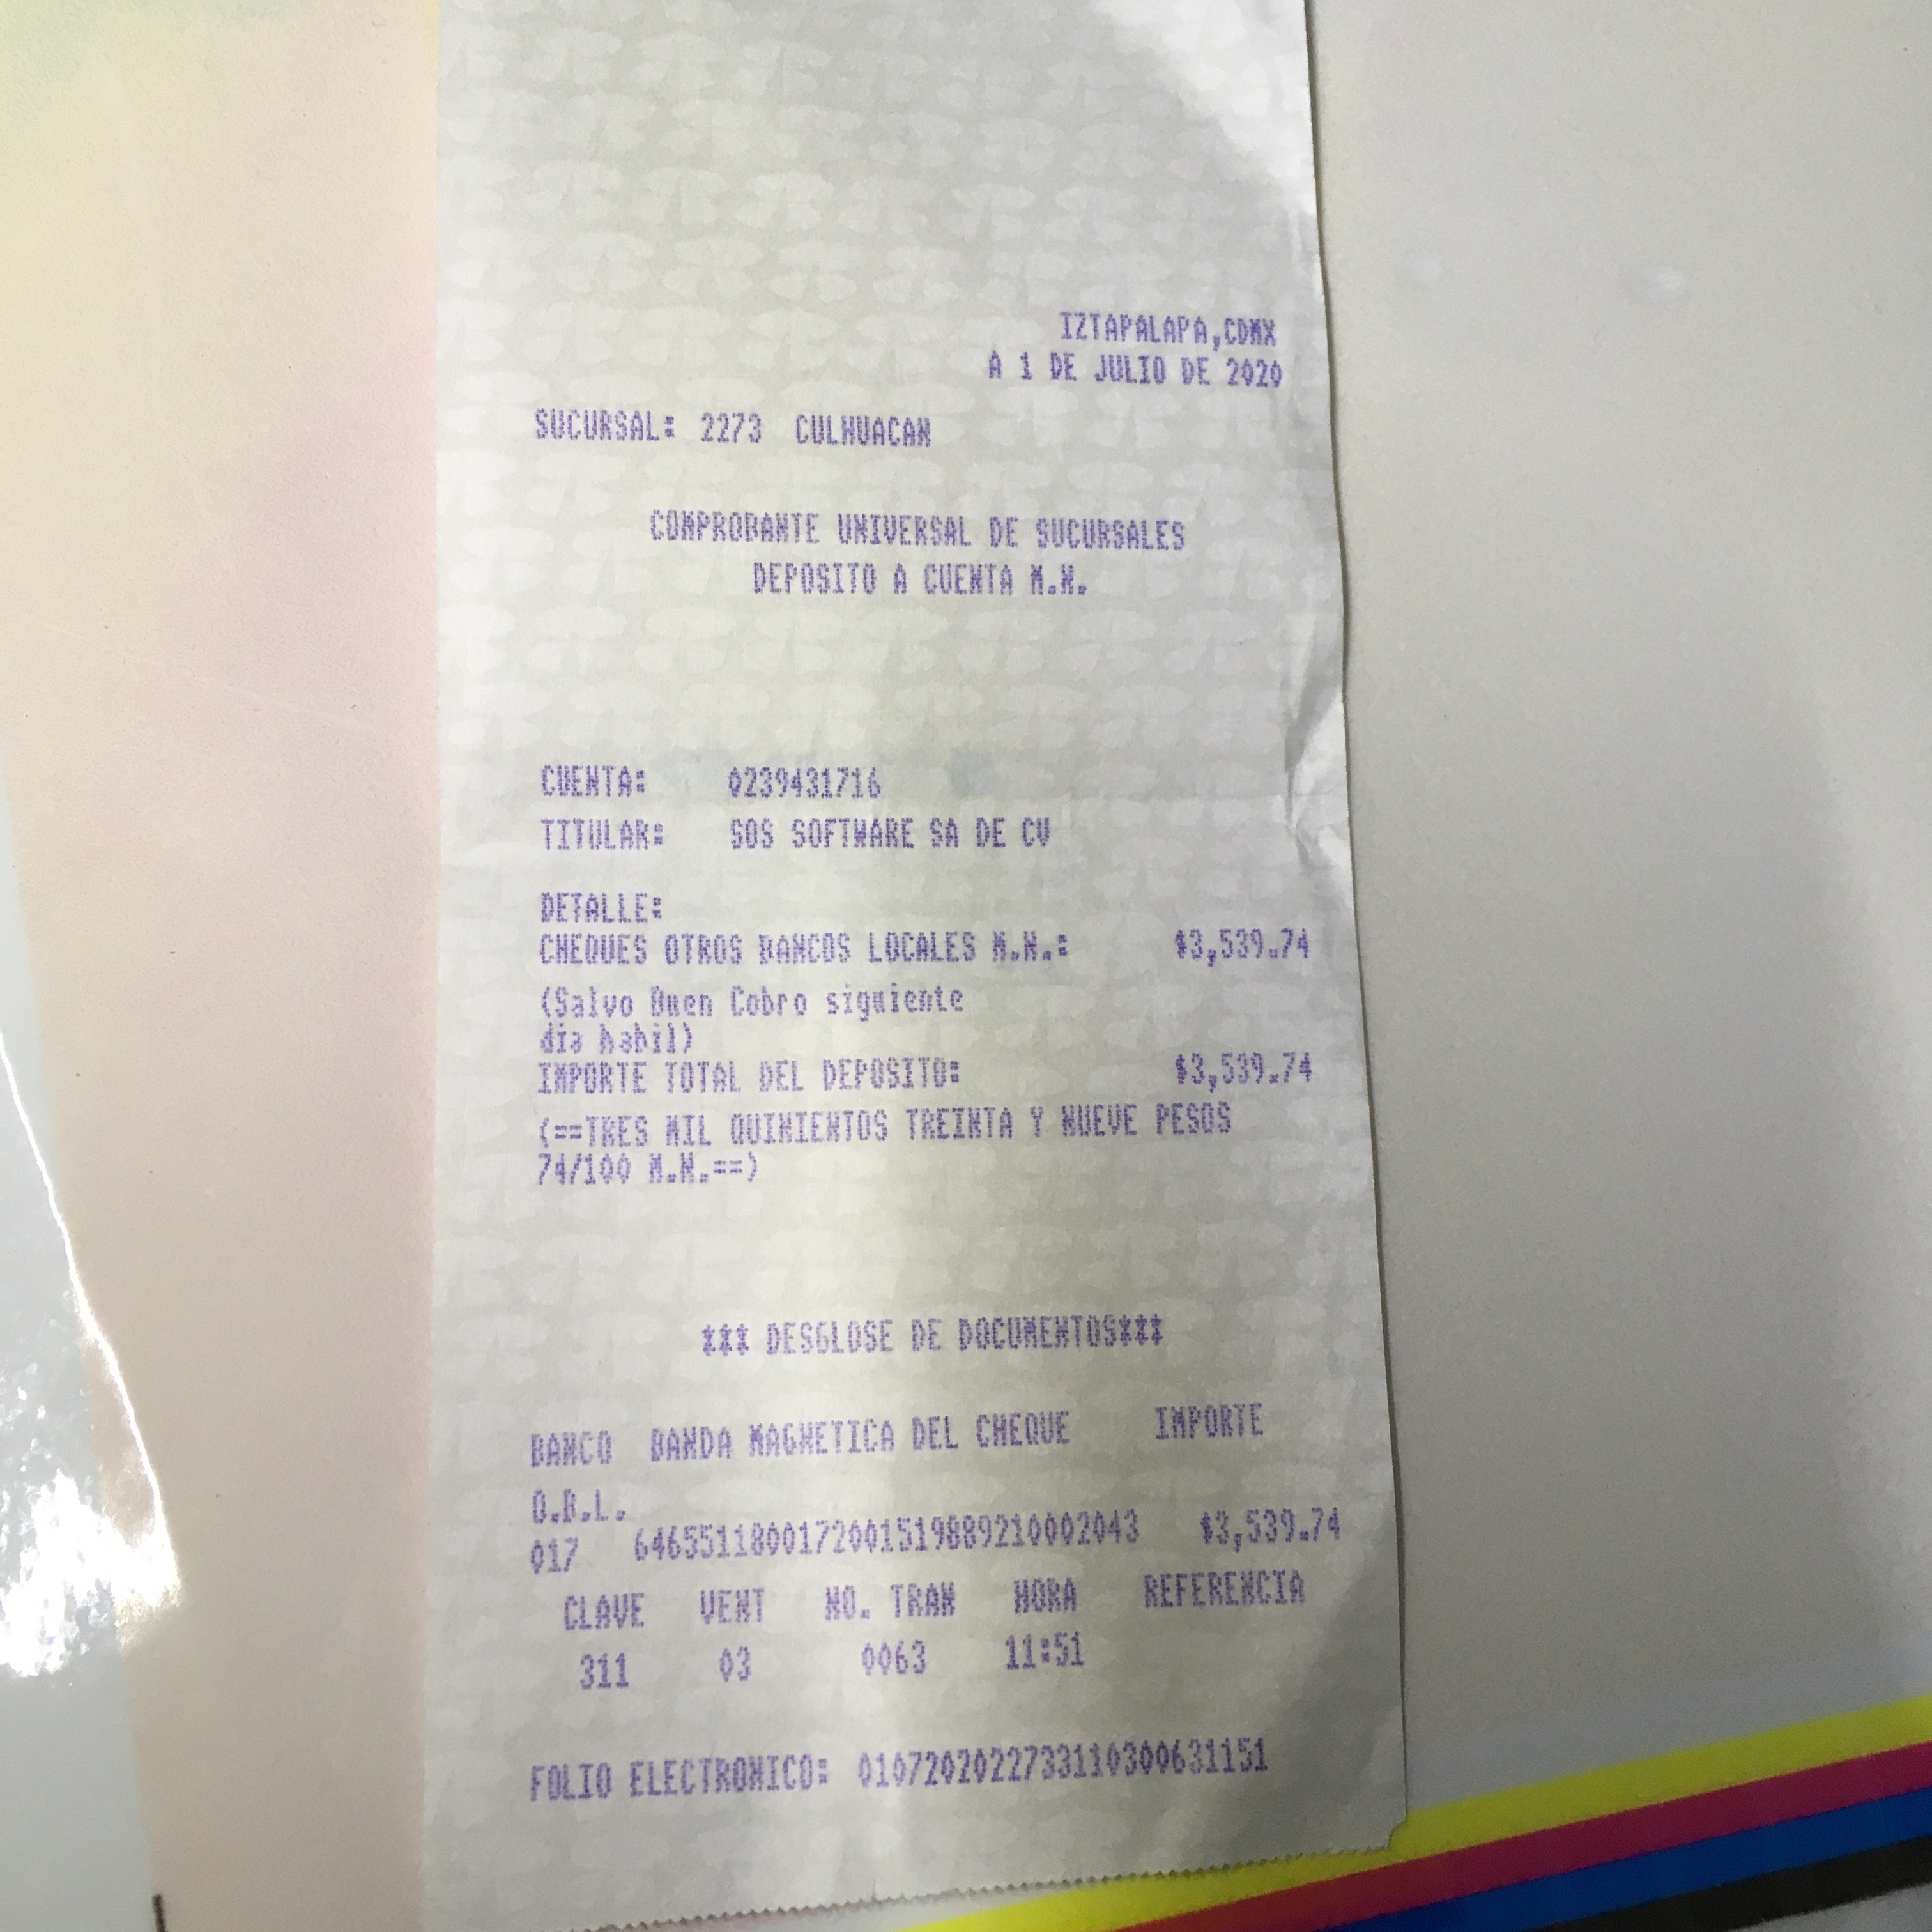 IZTAPALAPA,CDMX
A 1 DE JULIO DE 2020
SUCURSAL: 2273 CULHUACAN
COMPROBANTE UNIVERSAL DE SUCURSALES
DEPOSITO A CUENTA M.N.
CUENTA: 0239431716
TITULAR: SOS SOFTWARE SA DE CV
DETALLE:
CHEQUES OTROS BANCOS LOCALES M.N.: $3,539.74
(Salvo Buen Cobro siguiente
dia habil)
IMPORTE TOTAL DEL DEPOSITO: $3,539.74
(==TRES MIL QUINIENTOS TREINTA Y NUEVE PESOS
74/100 M.N.==)
*** DESGLOSE DE DOCUMENTOS***
BANCO BANDA MAGNETICA DEL CHEQUE IMPORTE
O.B.L.
017 6465511800172001519889210002043 $3,539.74
CLAVE VENT NO. TRAN HORA REFERENCIA
311 03 0063 11:51
FOLIO ELECTRONICO: 0107202022733110300631151